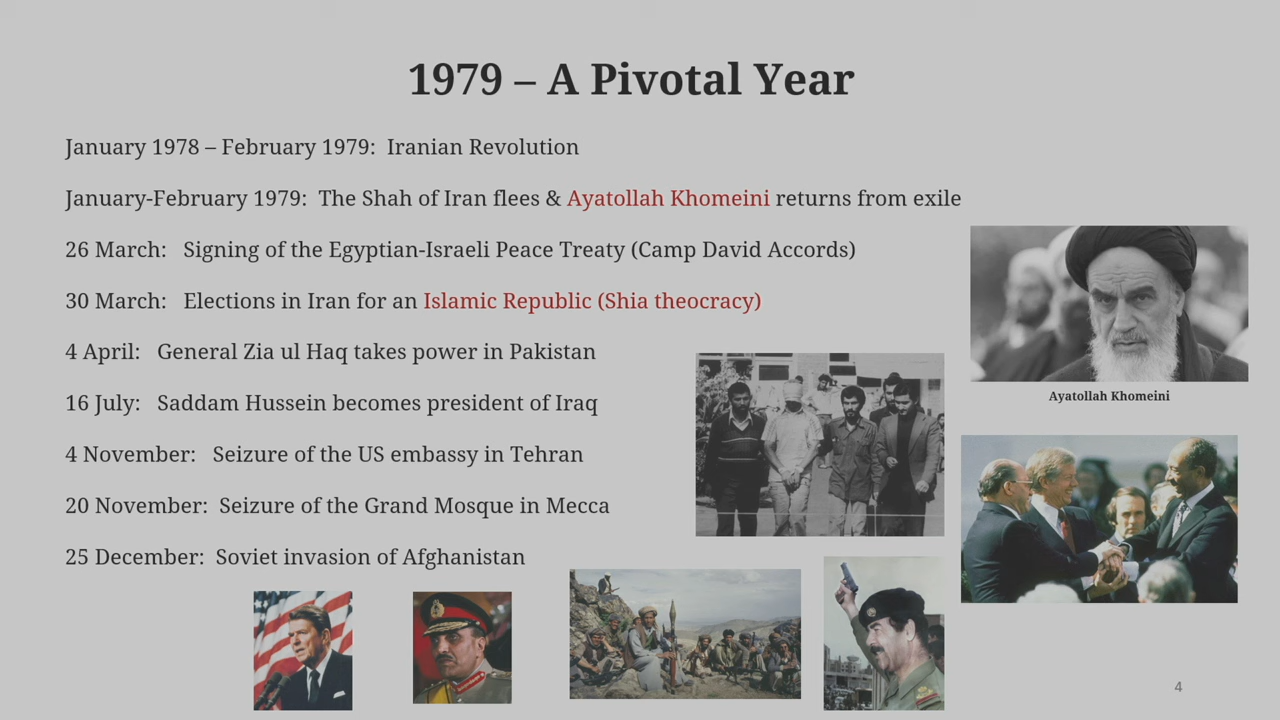 1979 – A Pivotal Year
January 1978 – February 1979:  Iranian Revolution
January-February 1979:  The Shah of Iran flees & Ayatollah Khomeini returns from exile
26 March:   Signing of the Egyptian-Israeli Peace Treaty (Camp David Accords)
30 March:   Elections in Iran for an Islamic Republic (Shia theocracy)
4 April:   General Zia ul Haq takes power in Pakistan
16 July:   Saddam Hussein becomes president of Iraq
4 November:   Seizure of the US embassy in Tehran
20 November:  Seizure of the Grand Mosque in Mecca
25 December:  Soviet invasion of Afghanistan
Ayatollah Khomeini
4